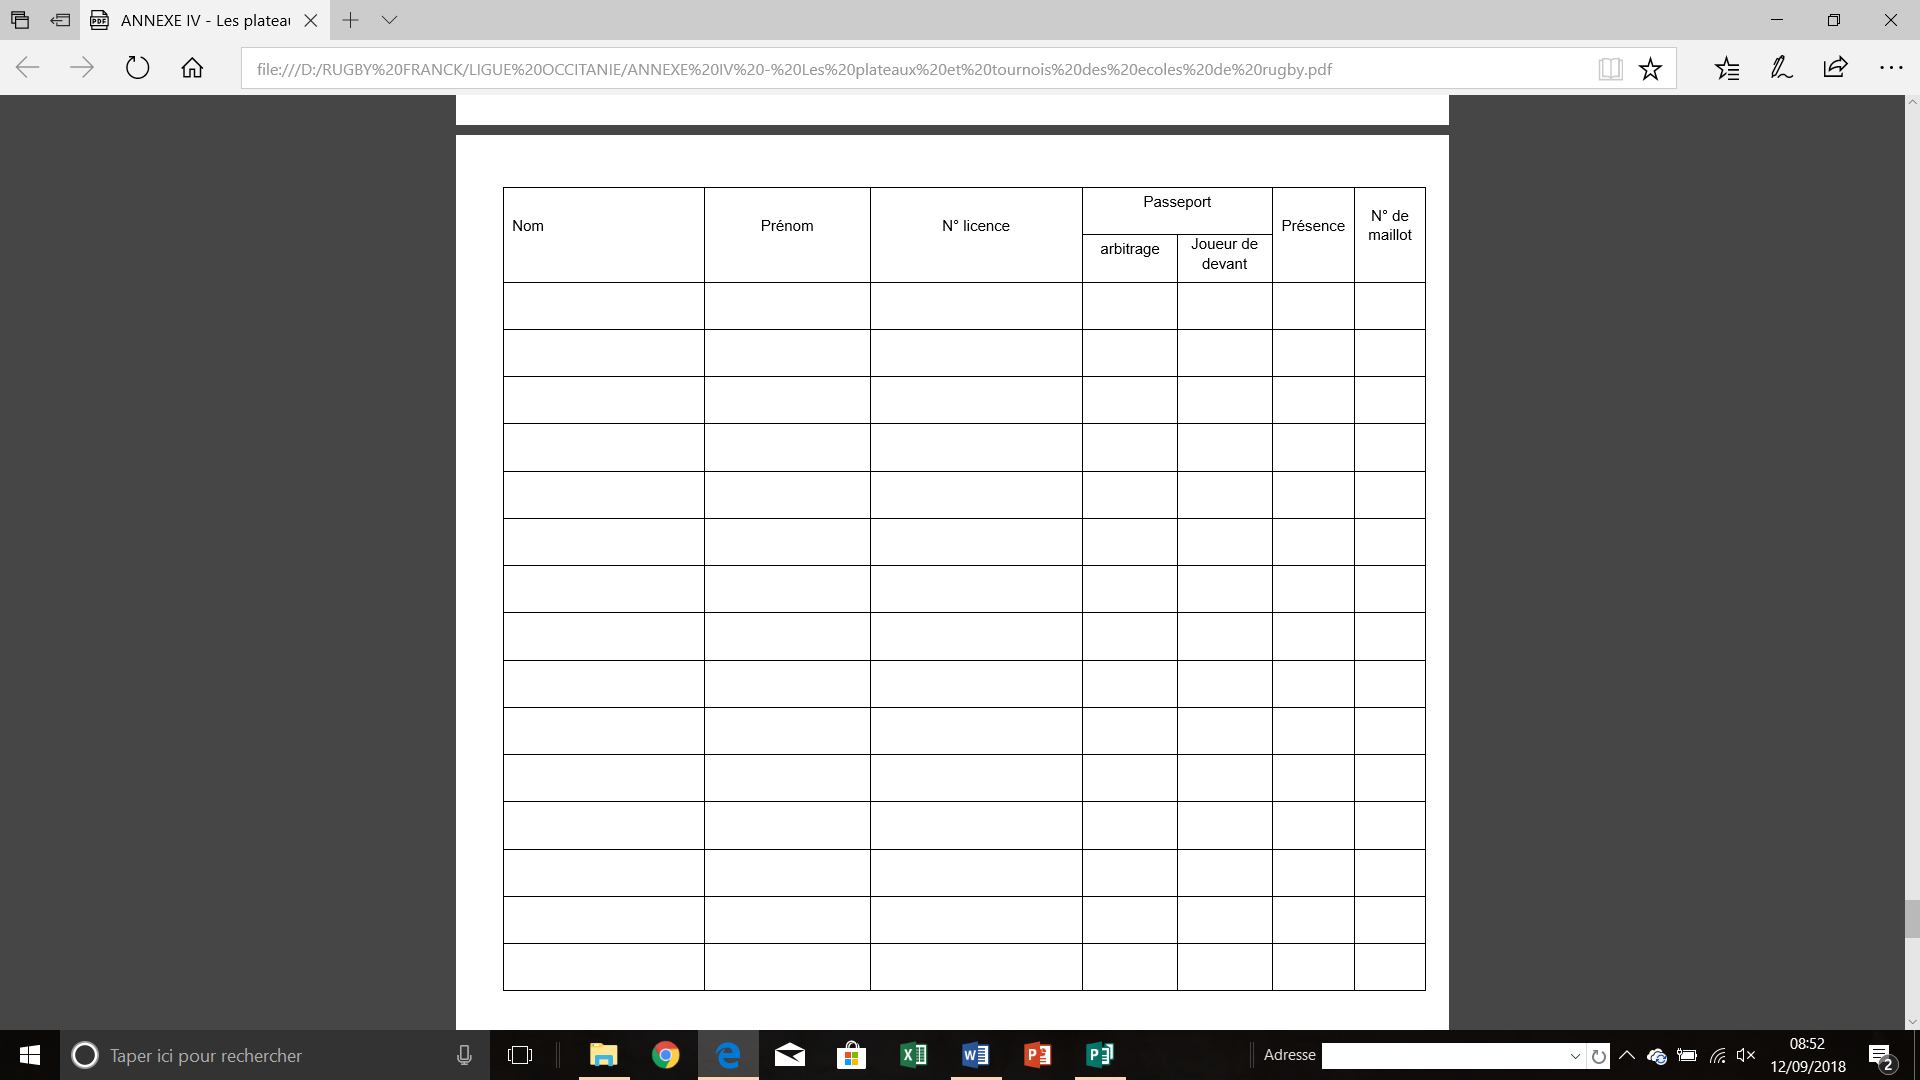 ANNEXE IV - Les plateau
file:///D:/RUGBY%20FRANCK/LIGUE%20OCCITANIE/ANNEXE%20IV%20-%20Les%20plateaux%20et%20tournois%20des%20ecoles%20de%20rugby.pdf
Nom
Prénom
N° licence
Passeport
arbitrage
Joueur de
devant
Présence
N° de
maillot
Taper ici pour rechercher
Adresse
08:52
12/09/2018
2